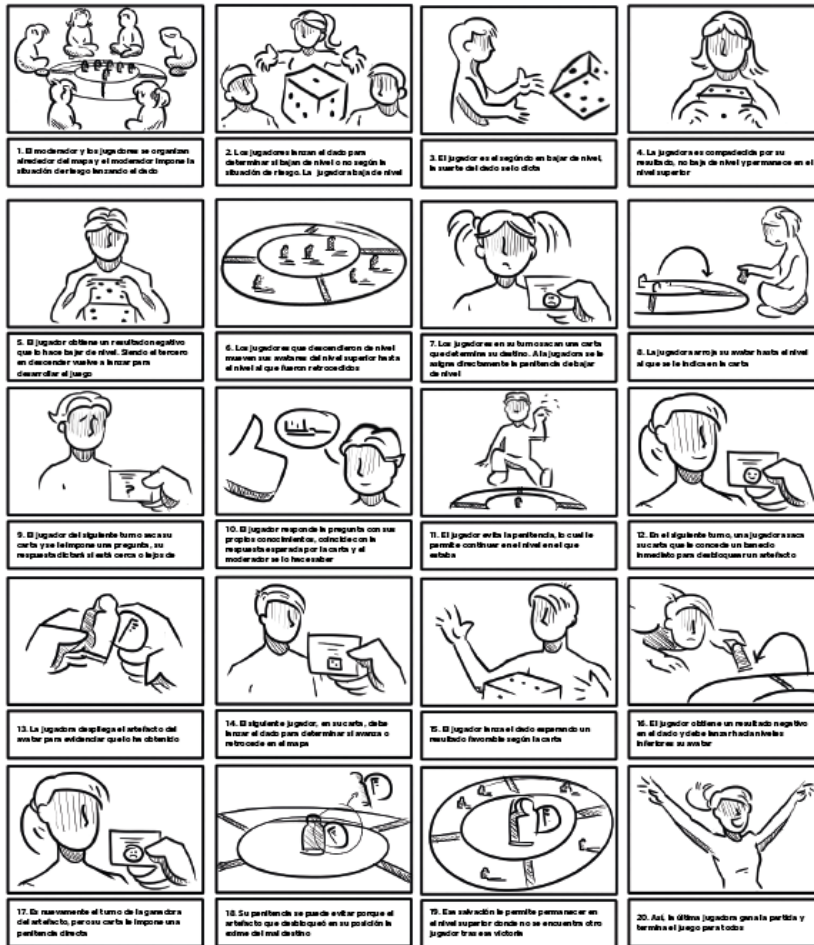 1. El moderador y los jugadores se organizan
alrededor del mapa y el moderador impone la
situación de riesgo lanzando el dado
2. Los jugadores lanzan el dado para
determinar si bajan de nivel o no según la
situación de riesgo. La jugadora baja de nivel
3. El jugador es el segúndo en bajar de nivel,
la suerte del dado se lo dicta
4. La jugadora es compadecida por su
resultado, no baja de nivel y permanece en el
nivel superior
5. El jugador obtiene un resultado negativo
que lo hace bajar de nivel. Siendo el tercero
en descender vuelve a lanzar para
desarrollar el juego
6. Los jugadores que descendieron de nivel
mueven sus avatares del nivel superior hasta
el nivel al que fueron retrocedidos
7. Los jugadores en su turno sacan una carta
que determina su destino. A la jugadora se le
asigna directamente la penitencia de bajar
de nivel
8. La jugadora arroja su avatar hasta el nivel
al que se le indica en la carta
9. El jugador del siguiente turno saca su
carta y se le impone una pregunta, su
respuesta dictará si está cerca o lejos de
10. El jugador responde la pregunta con sus
propios conocimientos, coincide con la
respuesta esperada por la carta y el
moderador se lo hace saber
11. El jugador evita la penitencia, lo cual le
permite continuar en el nivel en el que
estaba
12. En el siguiente turno, una jugadora saca
su carta que le concede un beneficio
inmediato para desbloquear un artefacto
13. La jugadora despliega el artefacto del
avatar para evidenciar que lo ha obtenido
14. El siguiente jugador, en su carta, debe
lanzar el dado para determinar si avanza o
retrocede en el mapa
15. El jugador lanza el dado esperando un
resultado favorable según la carta
16. El jugador obtiene un resultado negativo
en el dado y debe lanzar hacia niveles
inferiores su avatar
17. Es nuevamente el turno de la ganadora
del artefacto, pero su carta le impone una
penitencia directa
18. Su penitencia se puede evitar porque el
artefacto que desbloqueó en su posición la
exime del mal destino
19. Esa salvación le permite permanecer en
el nivel superior donde no se encuentra otro
jugador tras esa victoria
20. Así, la última jugadora gana la partida y
termina el juego para todos